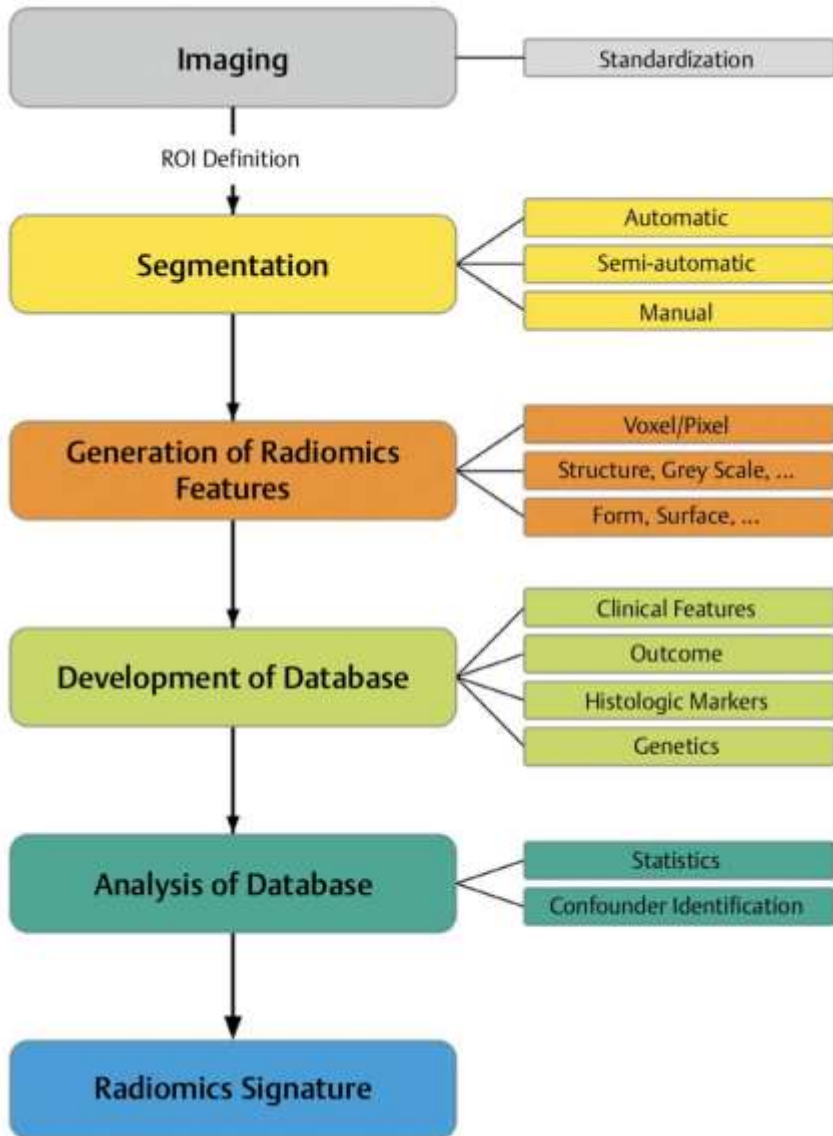 Imaging
Standardization
ROI Definition
Segmentation
Automatic
Semi-automatic
Manual
Generation of Radiomics
Features
Voxel/Pixel
Structure, Grey Scale, ...
Form, Surface, ...
Development of Database
Clinical Features
Outcome
Histologic Markers
Genetics
Analysis of Database
Statistics
Confounder Identification
Radiomics Signature